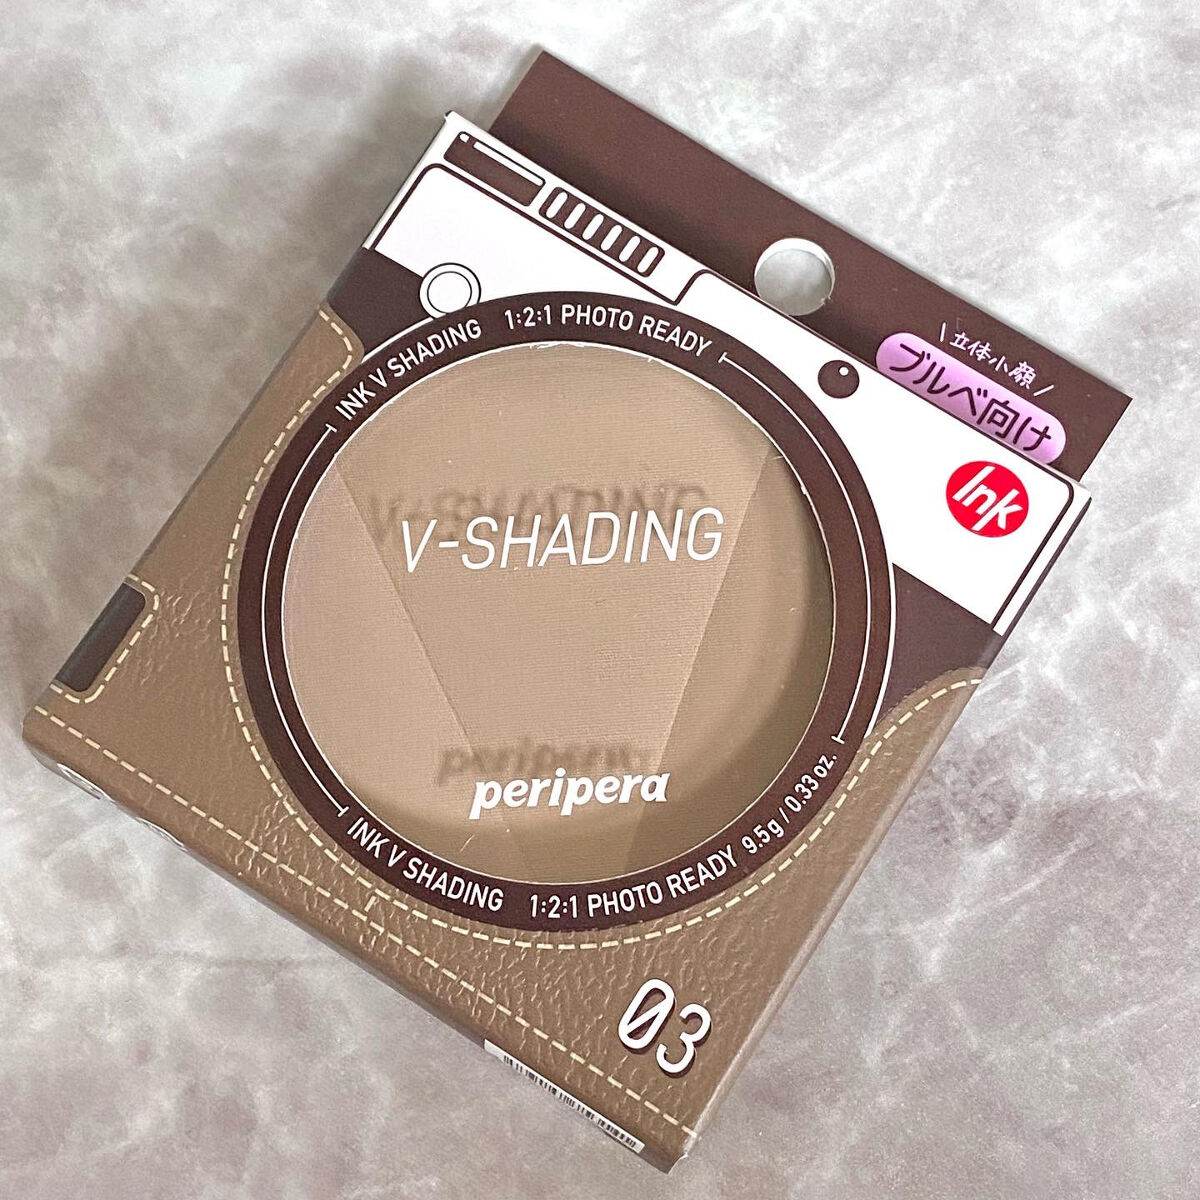 \ 立体小顔 /
ブルベ向け
Ink
INK V SHADING 1:2:1 PHOTO READY
V-SHADING
peripera
INK V SHADING 1:2:1 PHOTO READY 9.5g / 0.33 oz.
03